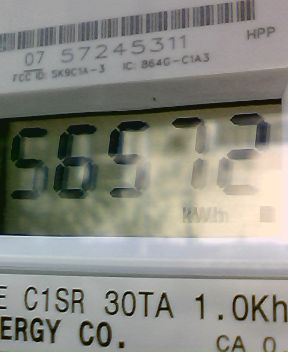 07 57245311 HPP
FCC ID: SK9C1A-3 IC: 864G-C1A3
56572
kWh
E C1SR 30TA 1.0Kh
ERGY CO. CA 0.